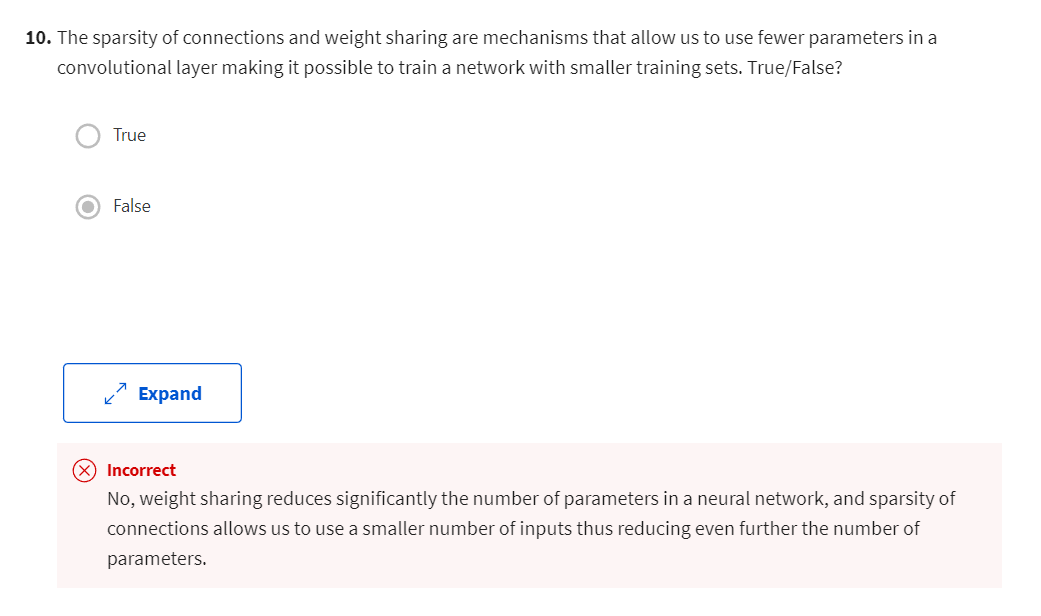 10. The sparsity of connections and weight sharing are mechanisms that allow us to use fewer parameters in a
convolutional layer making it possible to train a network with smaller training sets. True/False?
True
False
Expand
Incorrect
No, weight sharing reduces significantly the number of parameters in a neural network, and sparsity of
connections allows us to use a smaller number of inputs thus reducing even further the number of
parameters.